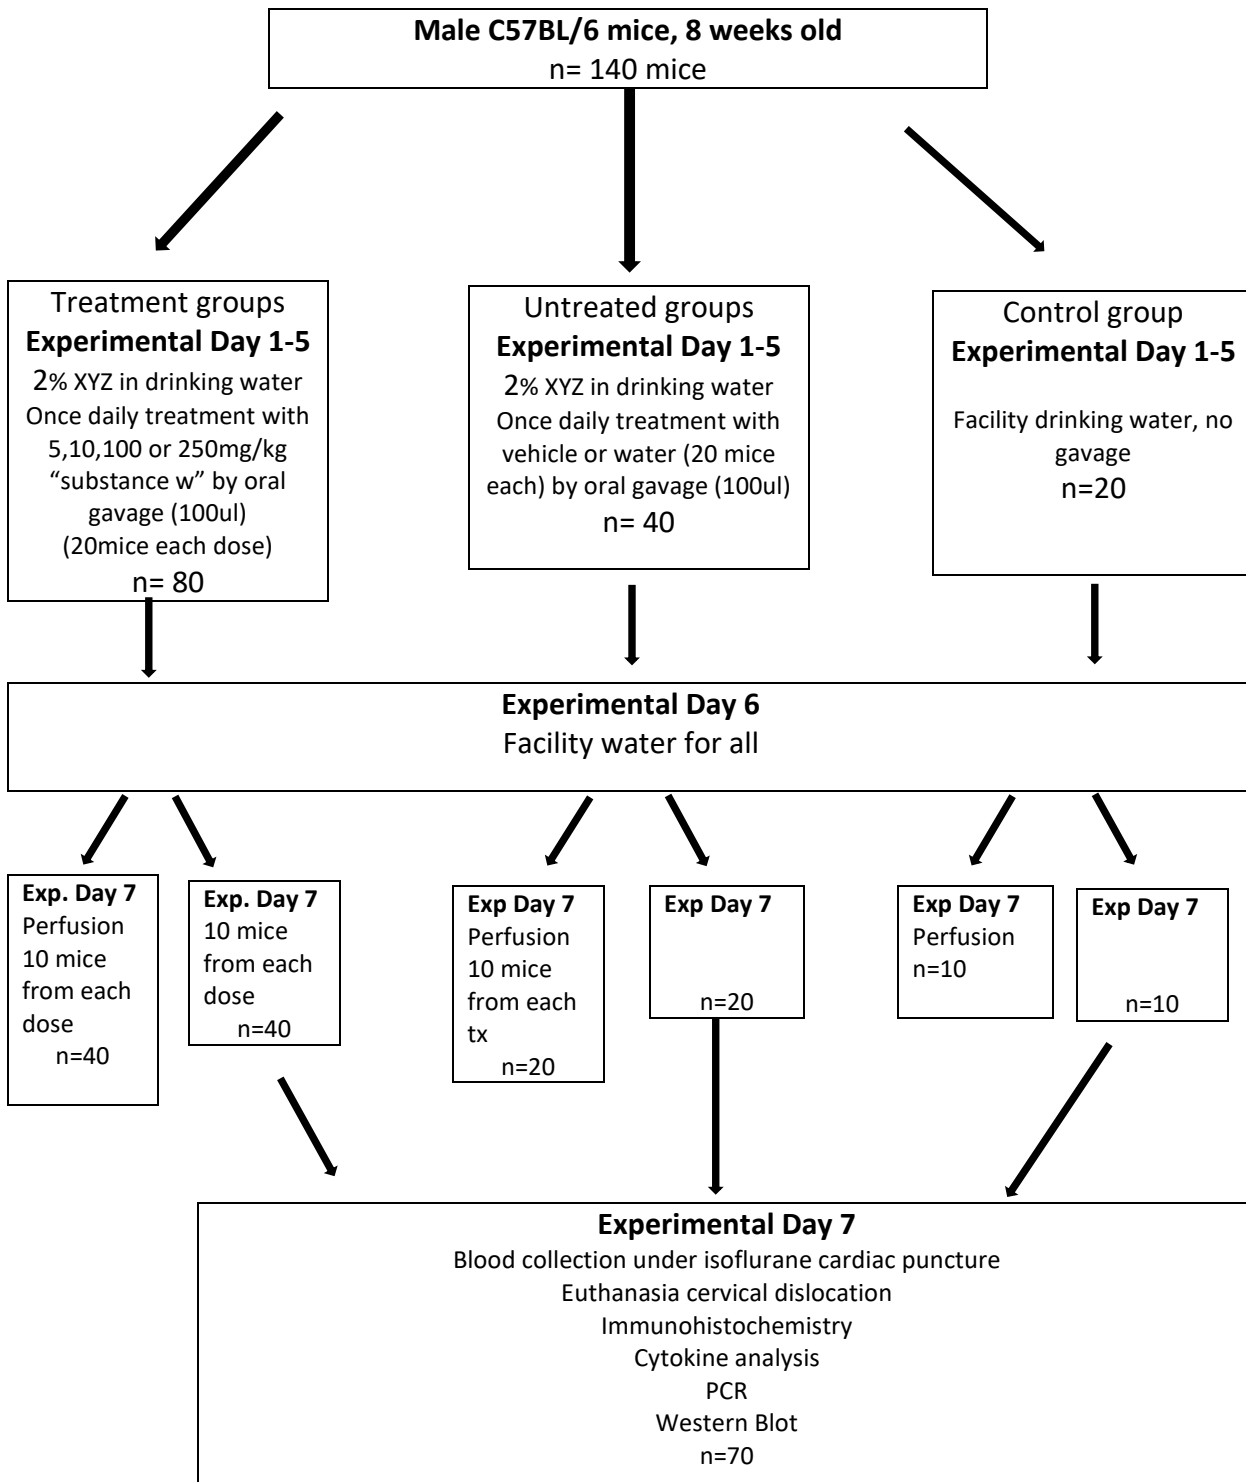 Male C57BL/6 mice, 8 weeks old
n= 140 mice
Treatment groups
Experimental Day 1-5
2% XYZ in drinking water
Once daily treatment with
5,10,100 or 250mg/kg
“substance w” by oral
gavage (100ul)
(20mice each dose)
n= 80
Untreated groups
Experimental Day 1-5
2% XYZ in drinking water
Once daily treatment with
vehicle or water (20 mice
each) by oral gavage (100ul)
n= 40
Control group
Experimental Day 1-5
Facility drinking water, no
gavage
n=20
Experimental Day 6
Facility water for all
Exp. Day 7
Perfusion
10 mice
from each
dose
n=40
Exp. Day 7
10 mice
from each
dose
n=40
Exp Day 7
Perfusion
10 mice
from each
tx
n=20
Exp Day 7
n=20
Exp Day 7
Perfusion
n=10
Exp Day 7
n=10
Experimental Day 7
Blood collection under isoflurane cardiac puncture
Euthanasia cervical dislocation
Immunohistochemistry
Cytokine analysis
PCR
Western Blot
n=70